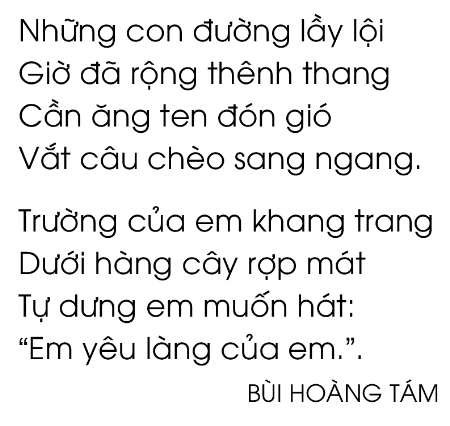 Những con đường lầy lội
Giờ đã rộng thênh thang
Cần ăng ten đón gió
Vắt câu chèo sang ngang.
Trường của em khang trang
Dưới hàng cây rợp mát
Tự dưng em muốn hát:
“Em yêu làng của em.”.
BÙI HOÀNG TÁM